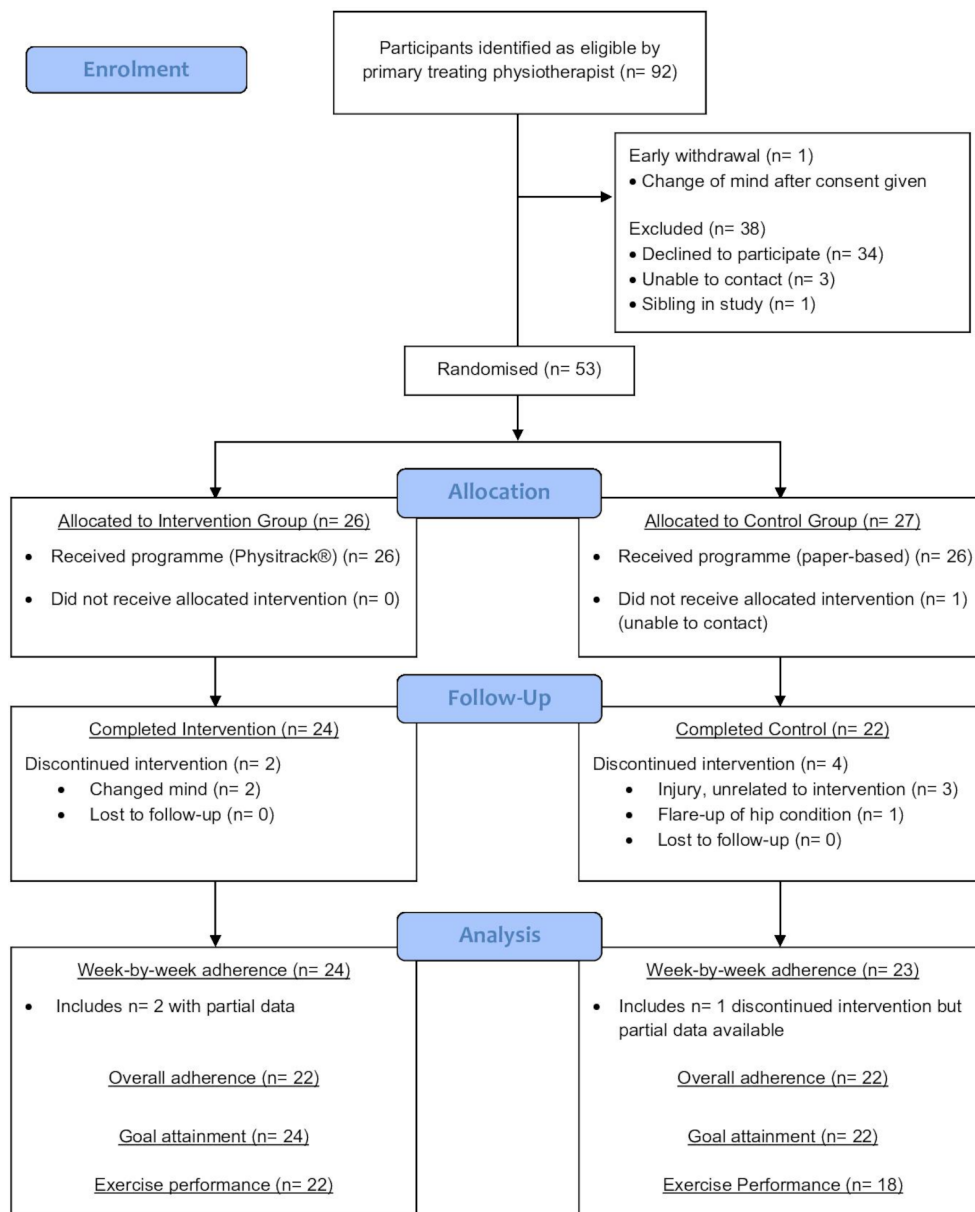 Enrolment
Participants identified as eligible by
primary treating physiotherapist (n= 92)
Early withdrawal (n= 1)
• Change of mind after consent given
Excluded (n= 38)
• Declined to participate (n= 34)
• Unable to contact (n= 3)
• Sibling in study (n= 1)
Randomised (n= 53)
Allocation
Allocated to Intervention Group (n= 26)
• Received programme (Physitrack®) (n= 26)
• Did not receive allocated intervention (n= 0)
Allocated to Control Group (n= 27)
• Received programme (paper-based) (n= 26)
• Did not receive allocated intervention (n= 1)
(unable to contact)
Follow-Up
Completed Intervention (n= 24)
Discontinued intervention (n= 2)
• Changed mind (n= 2)
• Lost to follow-up (n= 0)
Completed Control (n= 22)
Discontinued intervention (n= 4)
• Injury, unrelated to intervention (n= 3)
• Flare-up of hip condition (n= 1)
• Lost to follow-up (n= 0)
Analysis
Week-by-week adherence (n= 24)
• Includes n= 2 with partial data
Overall adherence (n= 22)
Goal attainment (n= 24)
Exercise performance (n= 22)
Week-by-week adherence (n= 23)
• Includes n= 1 discontinued intervention but
partial data available
Overall adherence (n= 22)
Goal attainment (n= 22)
Exercise Performance (n= 18)